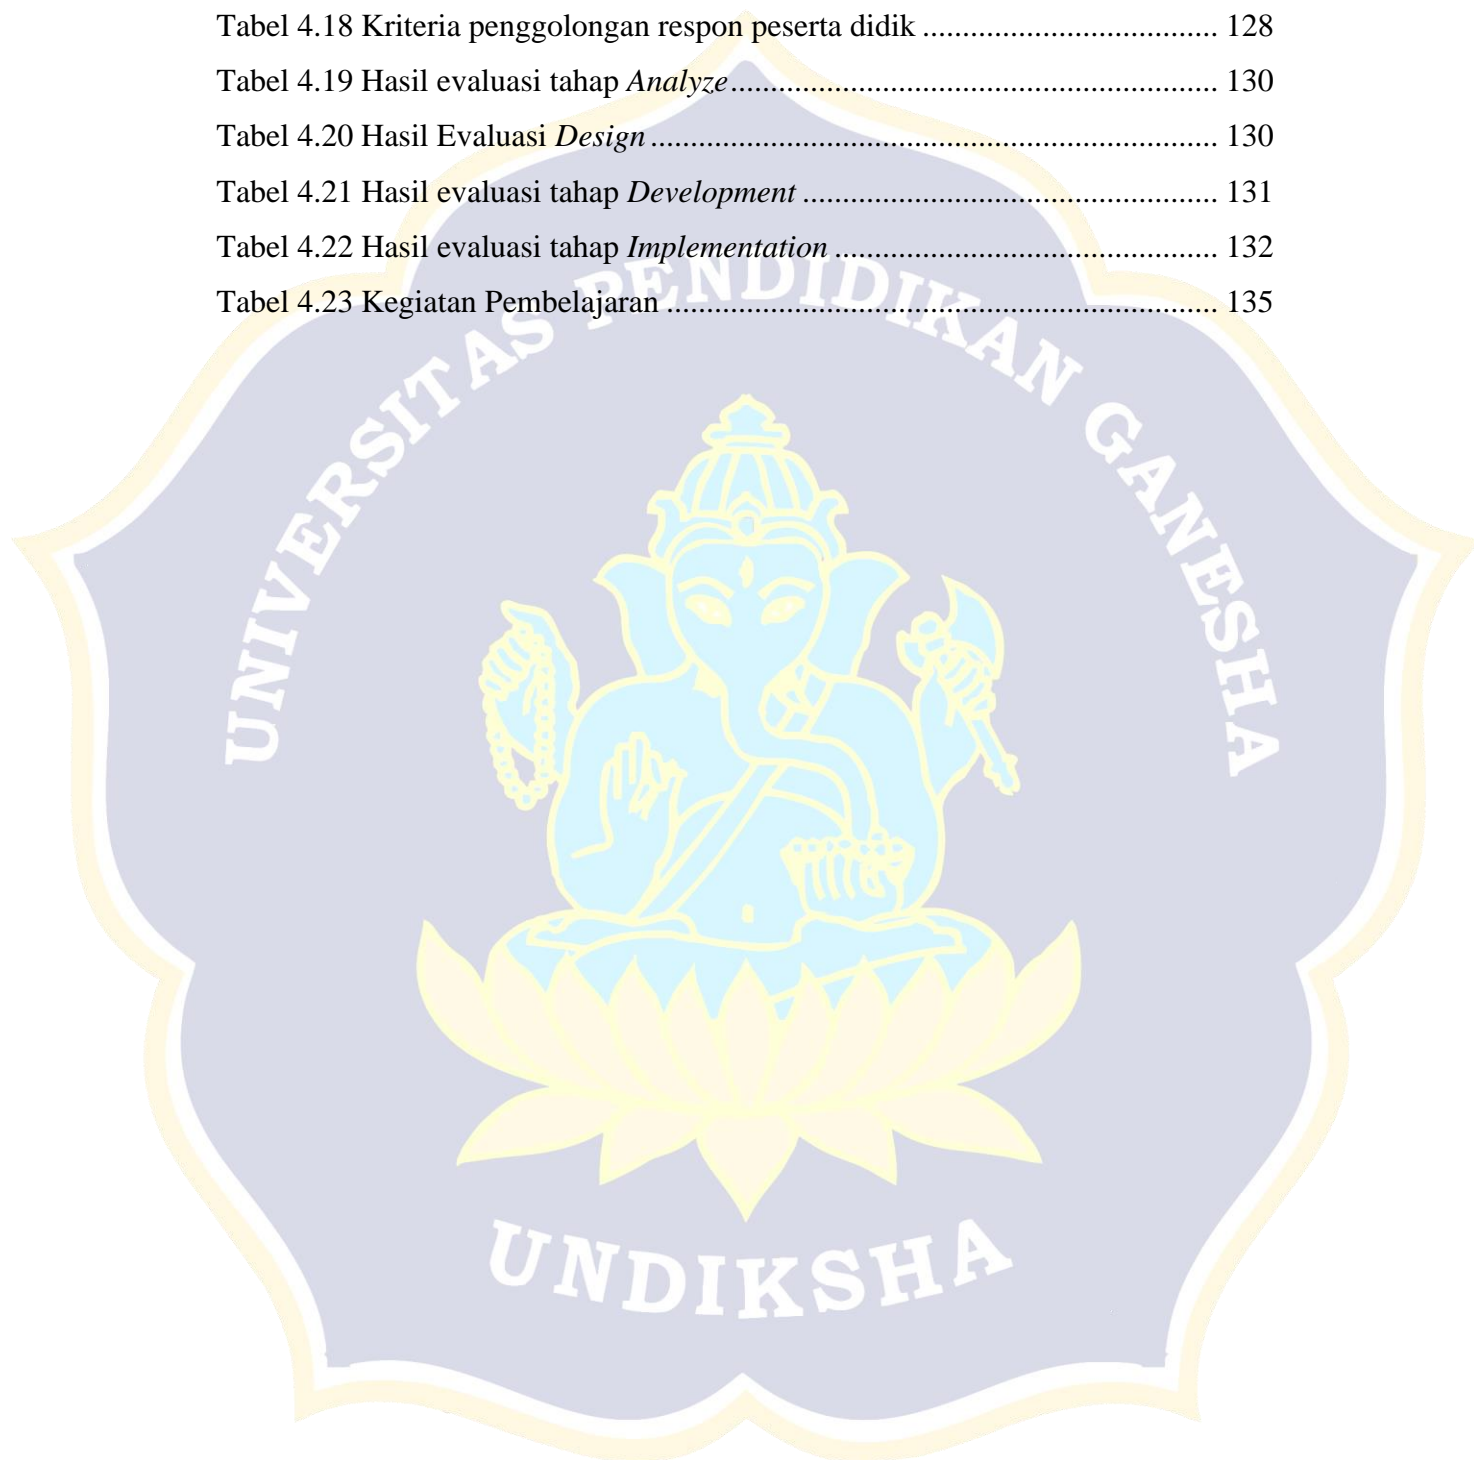 Tabel 4.18 Kriteria penggolongan respon peserta didik ..................................... 128
Tabel 4.19 Hasil evaluasi tahap Analyze............................................................. 130
Tabel 4.20 Hasil Evaluasi Design ....................................................................... 130
Tabel 4.21 Hasil evaluasi tahap Development .................................................... 131
Tabel 4.22 Hasil evaluasi tahap Implementation ................................................ 132
Tabel 4.23 Kegiatan Pembelajaran ..................................................................... 135
UNIVERSITAS PENDIDIKAN GANESHA
UNDIKSHA